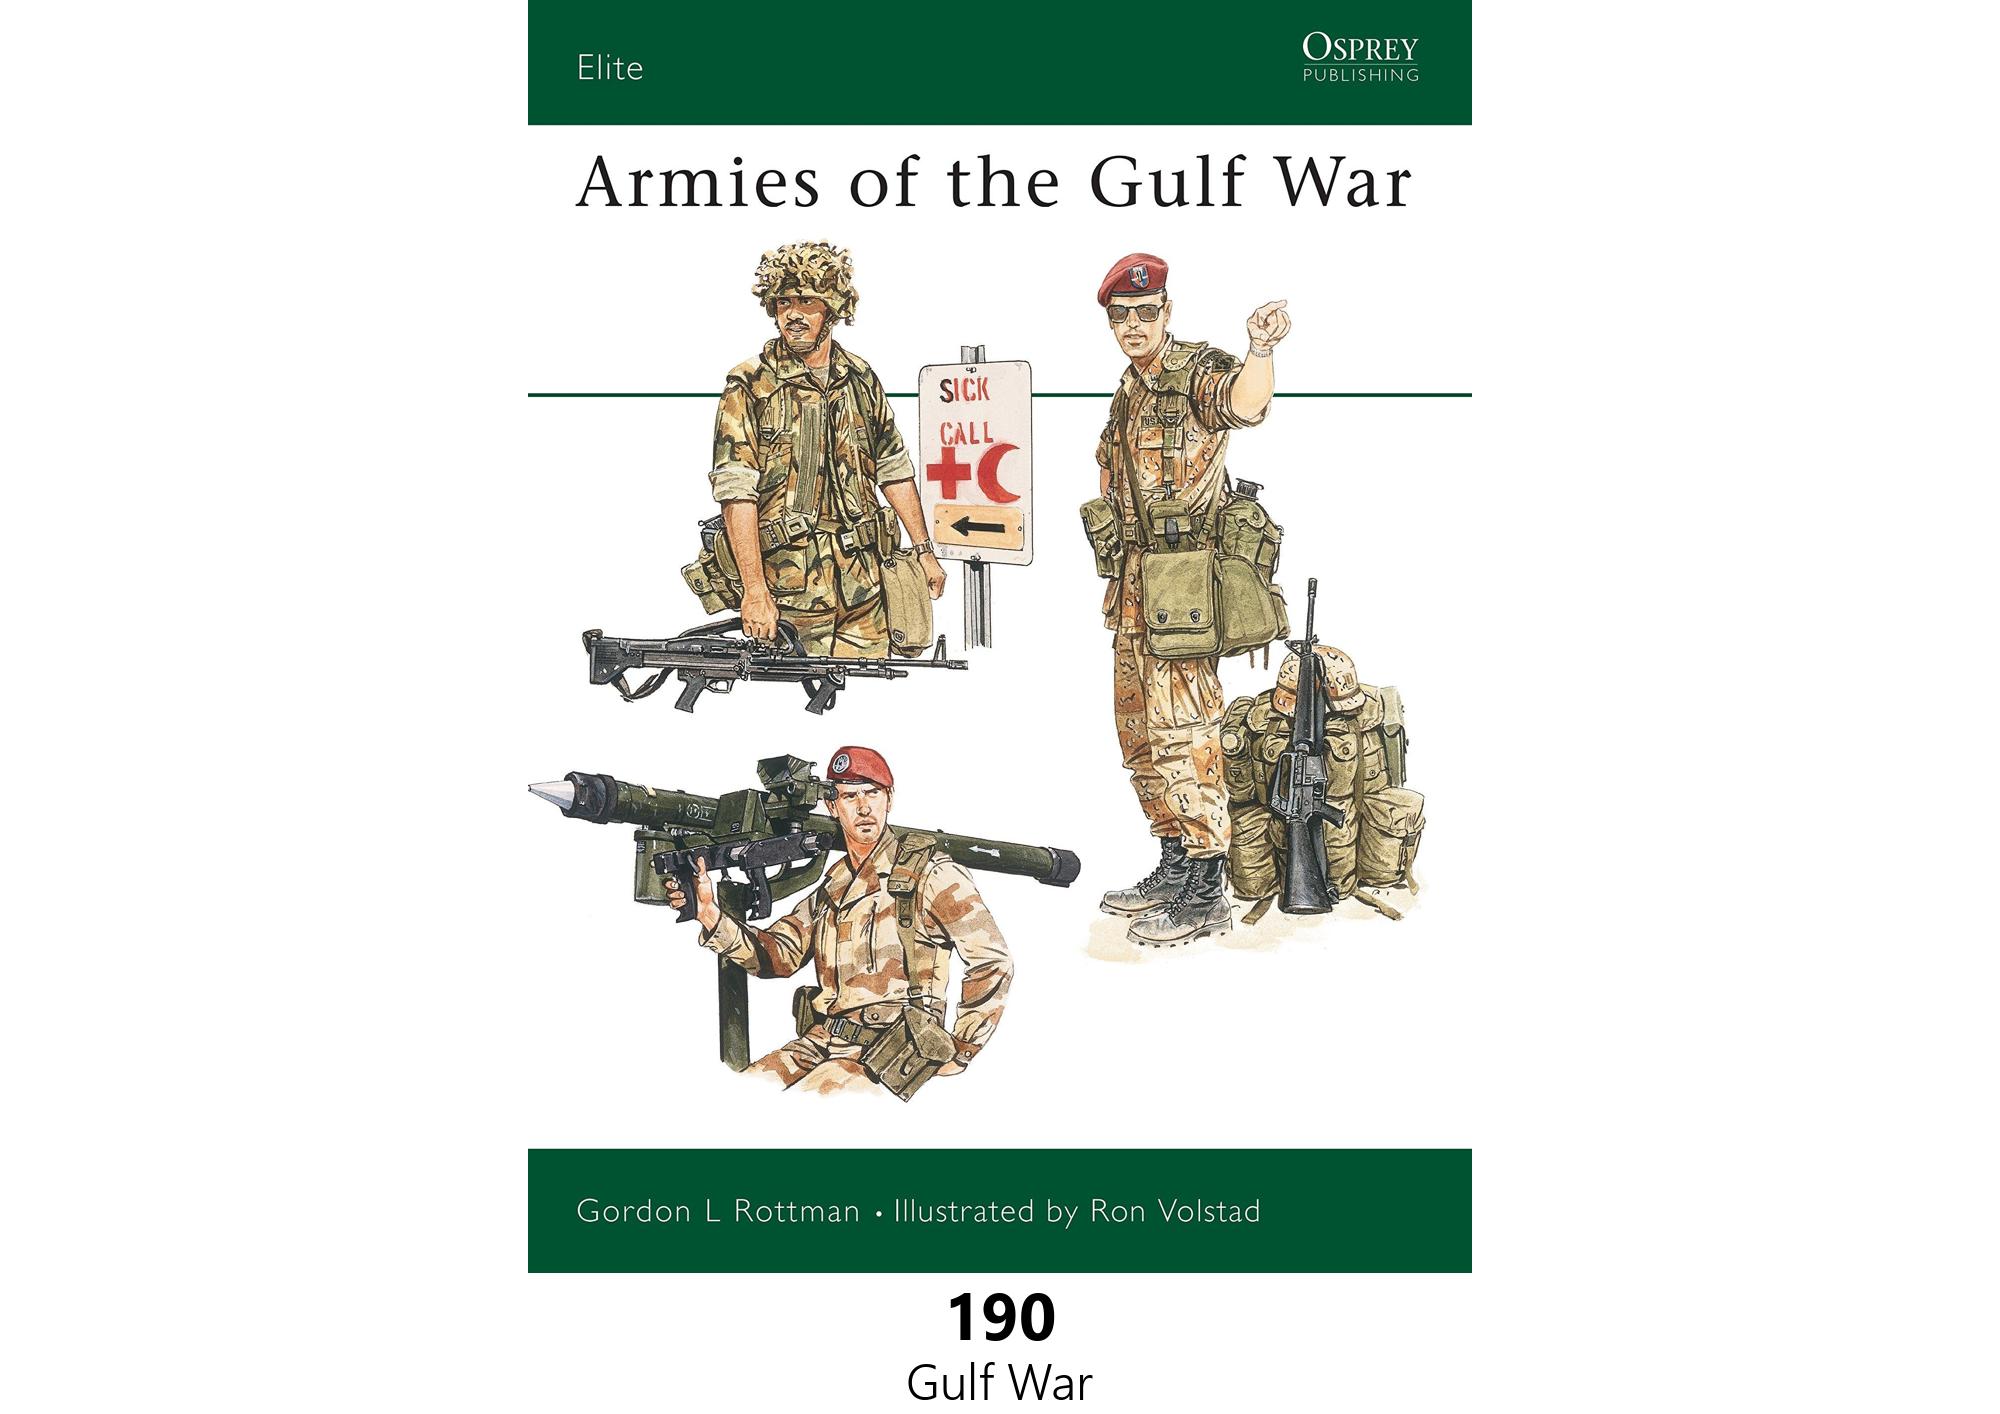 Elite
OSPREY
PUBLISHING
Armies of the Gulf War
SICK
CALL
Gordon L Rottman • Illustrated by Ron Volstad
190
Gulf War